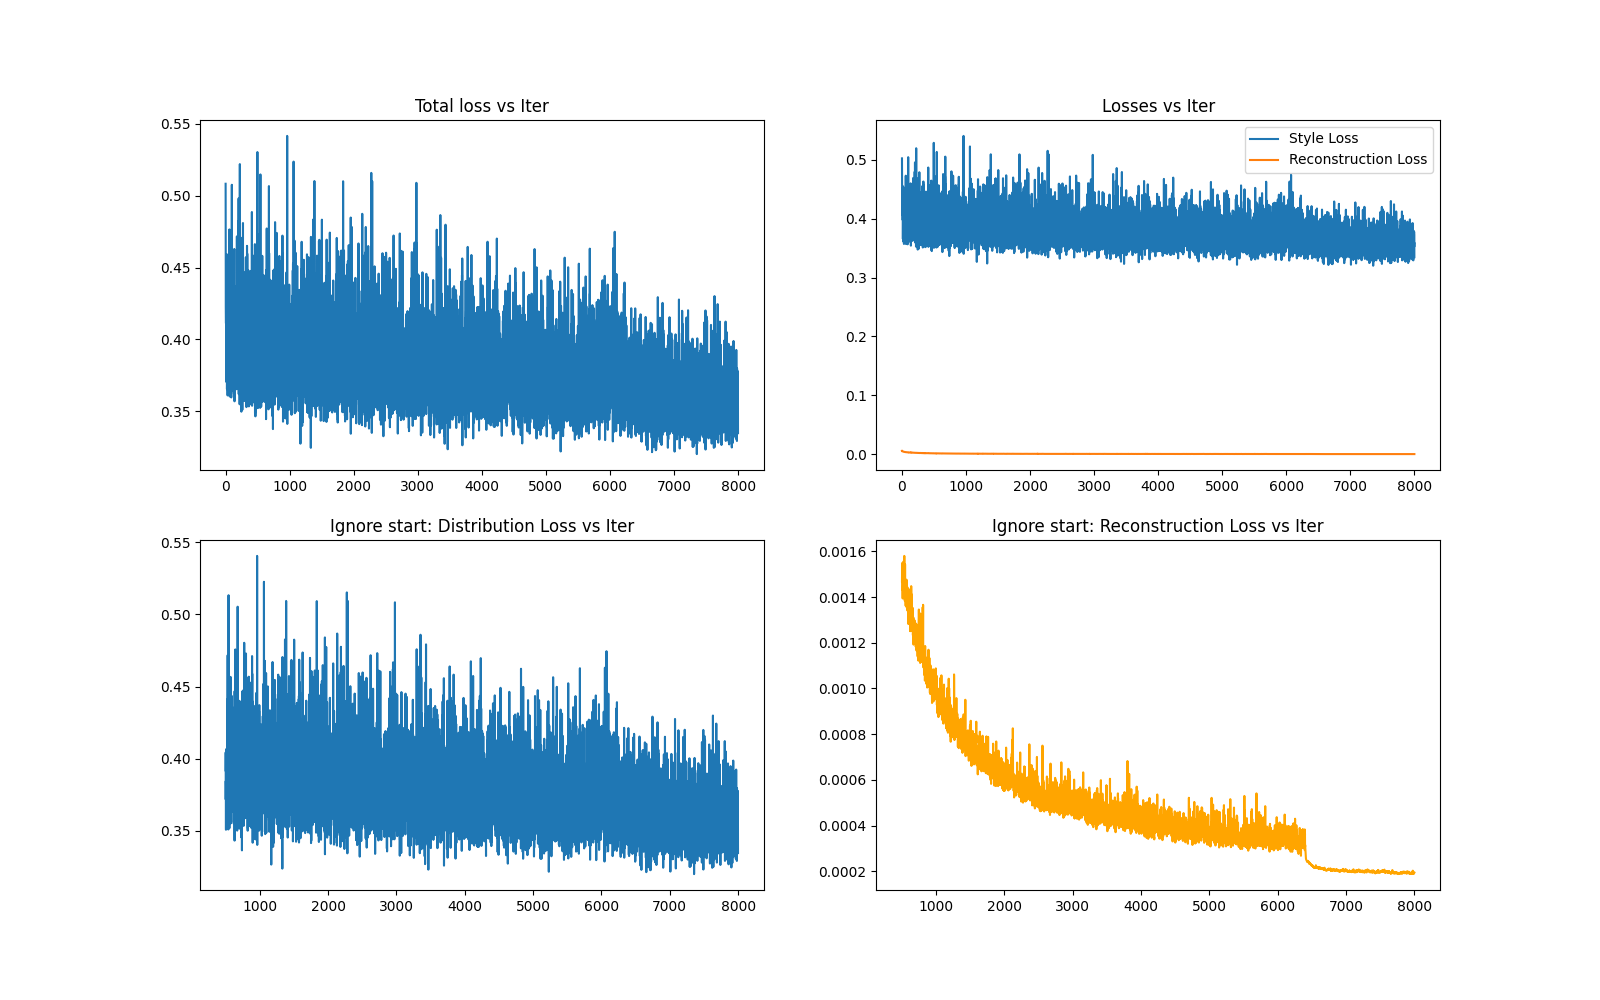 Total loss vs Iter
0.55
0.50
0.45
0.40
0.35
0 1000 2000 3000 4000 5000 6000 7000 8000
Losses vs Iter
Style Loss
Reconstruction Loss
0.5
0.4
0.3
0.2
0.1
0.0
0 1000 2000 3000 4000 5000 6000 7000 8000
Ignore start: Distribution Loss vs Iter
0.55
0.50
0.45
0.40
0.35
1000 2000 3000 4000 5000 6000 7000 8000
Ignore start: Reconstruction Loss vs Iter
0.0016
0.0014
0.0012
0.0010
0.0008
0.0006
0.0004
0.0002
1000 2000 3000 4000 5000 6000 7000 8000